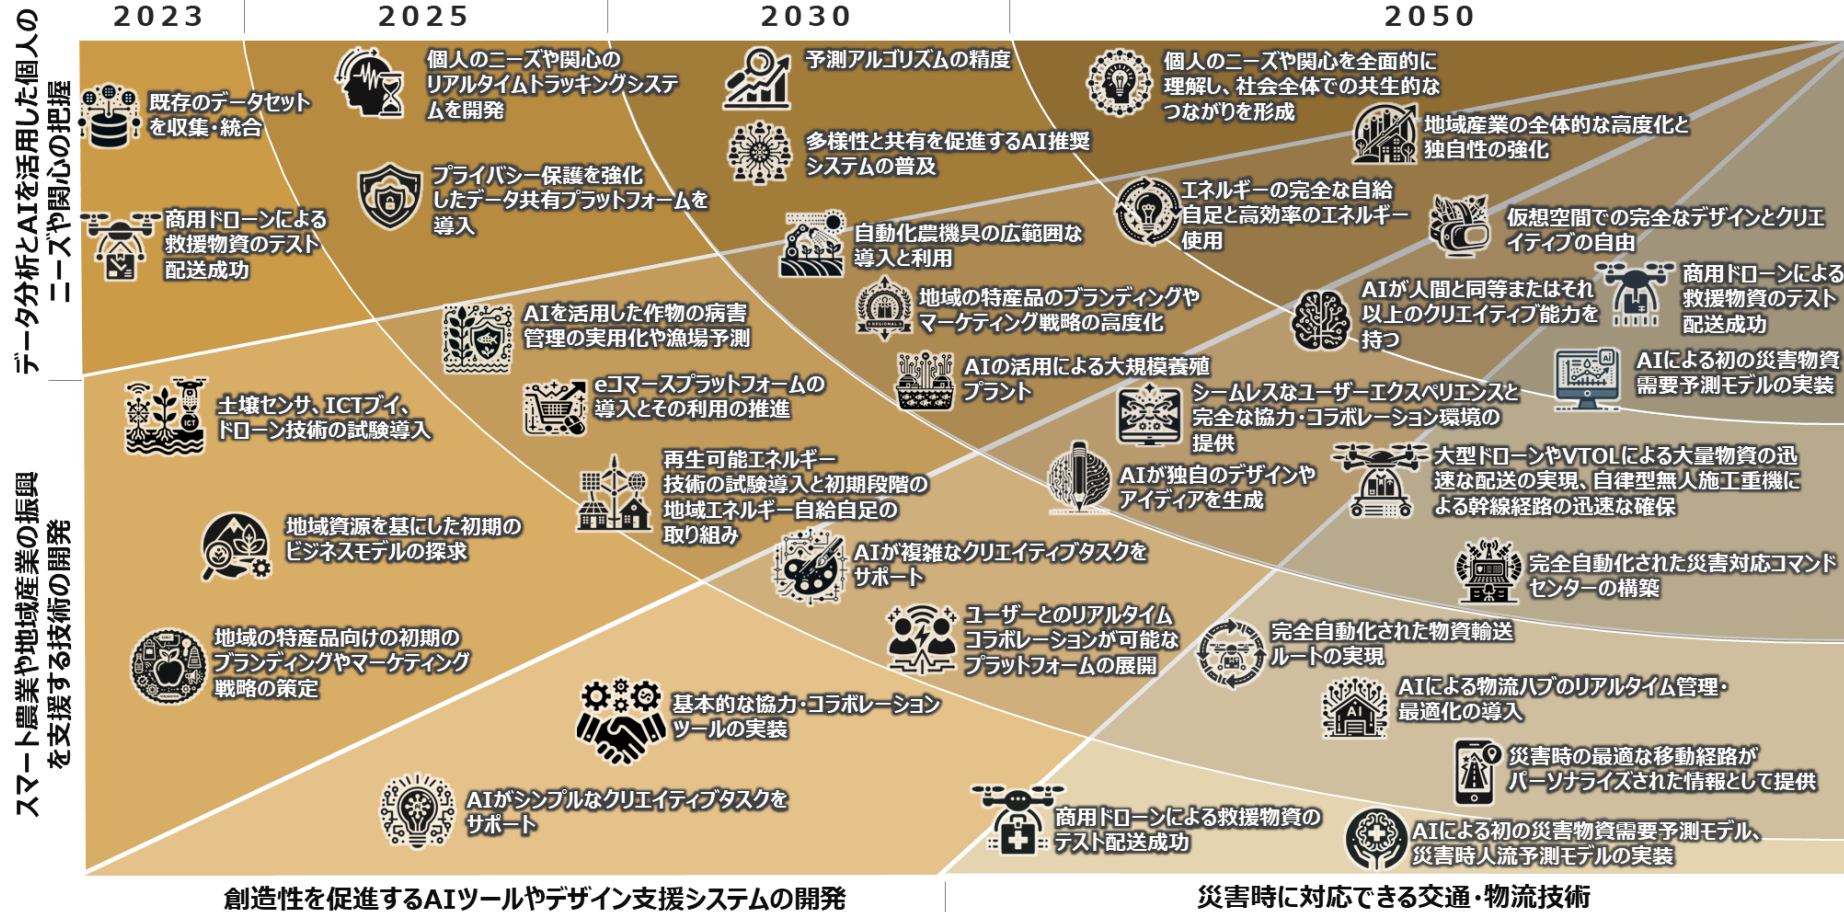 2023
2025
2030
2050
データ分析とAIを活用した個人の
ニーズや関心の把握
既存のデータセット
を収集・統合
商用ドローンによる
救援物資のテスト
配送成功
個人のニーズや関心の
リアルタイムトラッキングシステ
ムを開発
プライバシー保護を強化
したデータ共有プラットフォームを
導入
予測アルゴリズムの精度
多様性と共有を促進するAI推奨
システムの普及
個人のニーズや関心を全面的に
理解し、社会全体での共生的な
つながりを形成
地域産業の全体的な高度化と
独自性の強化
エネルギーの完全な自給
自足と高効率のエネルギー
使用
仮想空間での完全なデザインとクリエ
イティブの自由
自動化農機具の広範囲な
導入と利用
地域の特産品のブランディングや
マーケティング戦略の高度化
REGIONALS
AIが人間と同等またはそれ
以上のクリエイティブ能力を
持つ
商用ドローンによる
救援物資のテスト
配送成功
AIを活用した作物の病害
管理の実用化や漁場予測
AIの活用による大規模養殖
プラント
AI
AIによる初の災害物資
需要予測モデルの実装
スマート農業や地域産業の振興
を支援する技術の開発
ICT
土壌センサ、ICTブイ、
ドローン技術の試験導入
eコマースプラットフォームの
導入とその利用の推進
シームレスなユーザーエクスペリエンスと
完全な協力・コラボレーション環境の
提供
再生可能エネルギー
技術の試験導入と初期段階の
地域エネルギー自給自足の
取り組み
AIが独自のデザインや
アイディアを生成
大型ドローンやVTOLによる大量物資の迅
速な配送の実現、自律型無人施工重機に
よる幹線経路の迅速な確保
地域資源を基にした初期の
ビジネスモデルの探求
AIが複雑なクリエイティブタスクを
サポート
完全自動化された災害対応コマンド
センターの構築
地域の特産品向けの初期の
ブランディングやマーケティング
戦略の策定
ユーザーとのリアルタイム
コラボレーションが可能な
プラットフォームの展開
完全自動化された物資輸送
ルートの実現
基本的な協力・コラボレーション
ツールの実装
AI
AIによる物流ハブのリアルタイム管理・
最適化の導入
災害時の最適な移動経路が
パーソナライズされた情報として提供
AIがシンプルなクリエイティブタスクを
サポート
商用ドローンによる救援物資の
テスト配送成功
AIによる初の災害物資需要予測モデル、
災害時人流予測モデルの実装
創造性を促進するAIツールやデザイン支援システムの開発
災害時に対応できる交通・物流技術